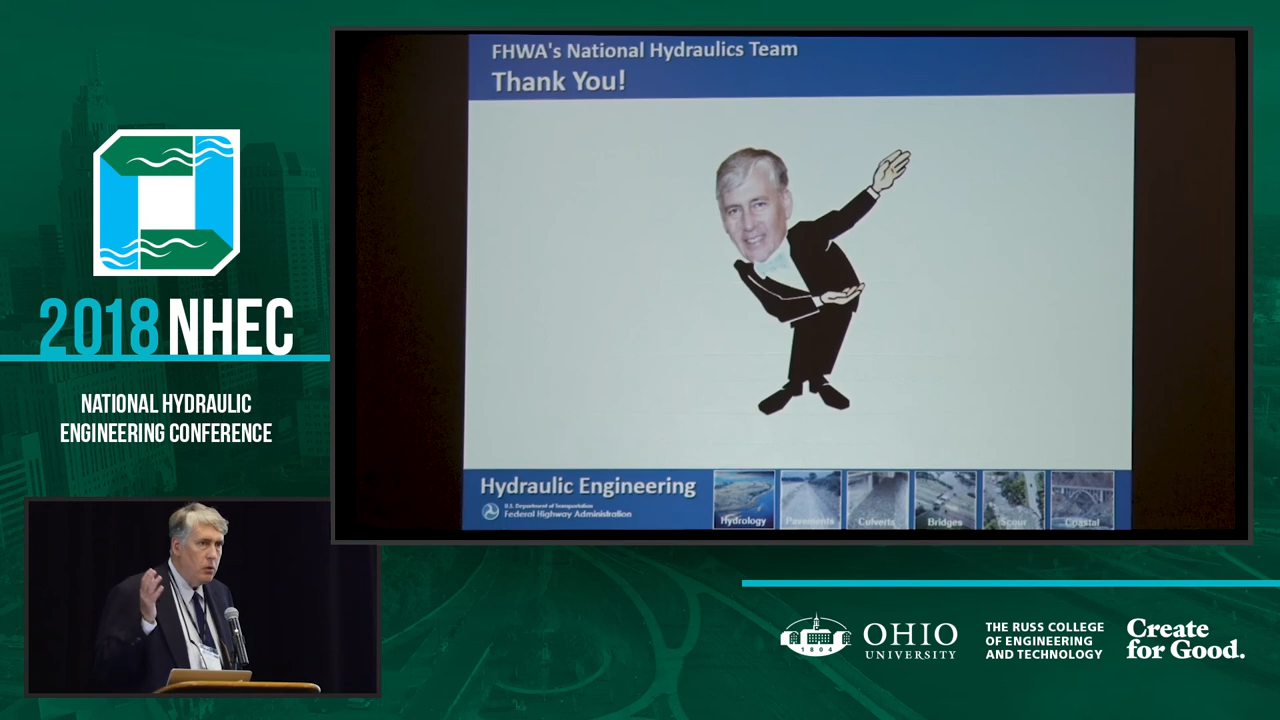 2018 NHEC
NATIONAL HYDRAULIC
ENGINEERING CONFERENCE
FHWA's National Hydraulics Team
Thank You!
Hydraulic Engineering
U.S. Department of Transportation
Federal Highway Administration
Hydrology
Pavements
Culverts
Bridges
Scour
Coastal
1804
OHIO
UNIVERSITY
THE RUSS COLLEGE
OF ENGINEERING
AND TECHNOLOGY
Create
for Good.